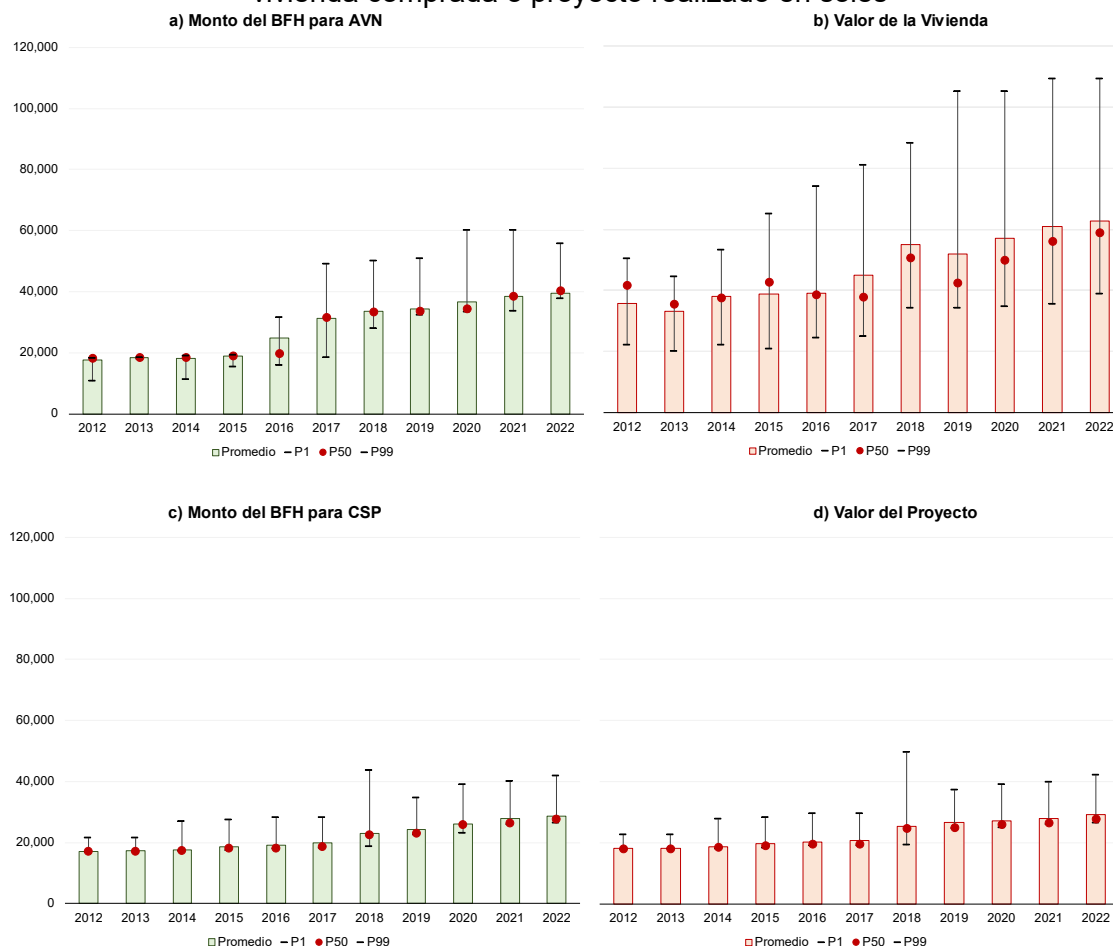 vivienda comprada o proyecto realizado en soles
a) Monto del BFH para AVN
120,000
100,000
80,000
60,000
40,000
20,000
0
2012 2013 2014 2015 2016 2017 2018 2019 2020 2021 2022
Promedio P1 P50 P99
b) Valor de la Vivienda
2012 2013 2014 2015 2016 2017 2018 2019 2020 2021 2022
Promedio P1 P50 P99
c) Monto del BFH para CSP
120,000
100,000
80,000
60,000
40,000
20,000
0
2012 2013 2014 2015 2016 2017 2018 2019 2020 2021 2022
Promedio P1 P50 P99
d) Valor del Proyecto
2012 2013 2014 2015 2016 2017 2018 2019 2020 2021 2022
Promedio P1 P50 P99